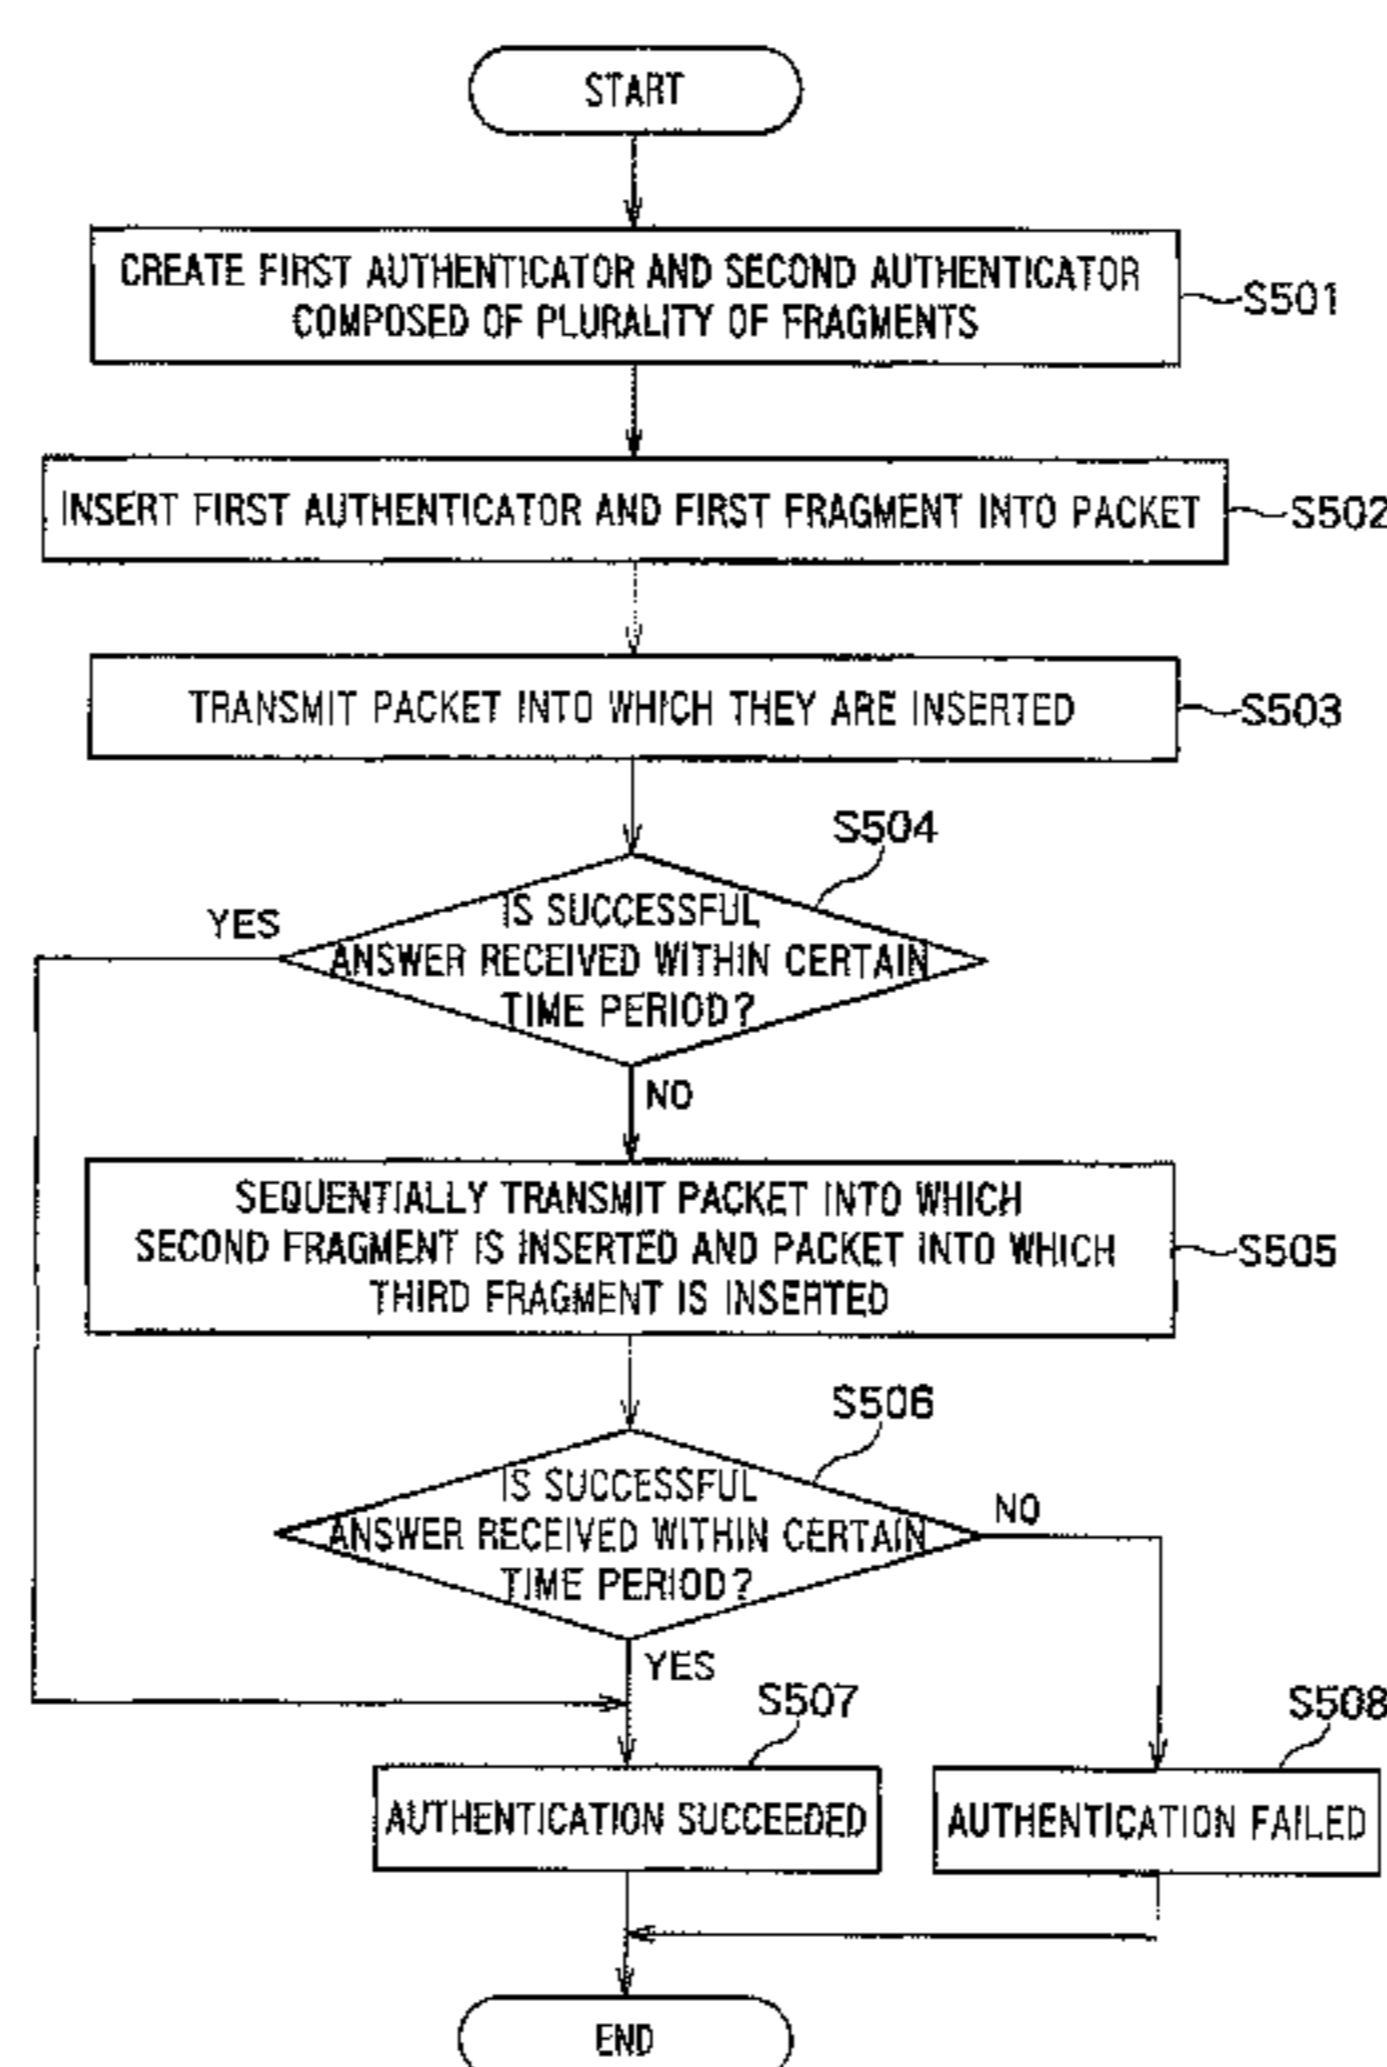 START
CREATE FIRST AUTHENTICATOR AND SECOND AUTHENTICATOR
COMPOSED OF PLURALITY OF FRAGMENTS
S501
INSERT FIRST AUTHENTICATOR AND FIRST FRAGMENT INTO PACKET
S502
TRANSMIT PACKET INTO WHICH THEY ARE INSERTED
S503
S504
IS SUCCESSFUL
ANSWER RECEIVED WITHIN CERTAIN
TIME PERIOD?
YES
NO
SEQUENTIALLY TRANSMIT PACKET INTO WHICH
SECOND FRAGMENT IS INSERTED AND PACKET INTO WHICH
THIRD FRAGMENT IS INSERTED
S505
S506
IS SUCCESSFUL
ANSWER RECEIVED WITHIN CERTAIN
TIME PERIOD?
NO
YES
S507
S508
AUTHENTICATION SUCCEEDED
AUTHENTICATION FAILED
END